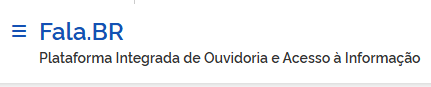 Fala.BR
Plataforma Integrada de Ouvidoria e Acesso à Informação